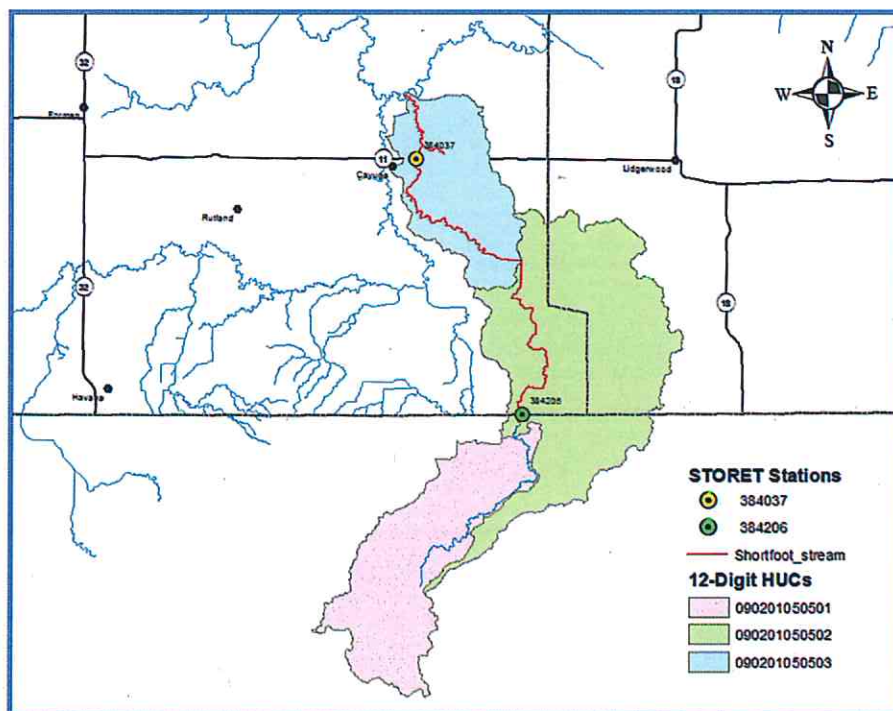 N
W E
S
32
Forman
18
384037
11
Cayuga
Lidgerwood
Rutland
32
18
Havana
384206
STORET Stations
384037
384206
Shortfoot_stream
12-Digit HUCs
090201050501
090201050502
090201050503